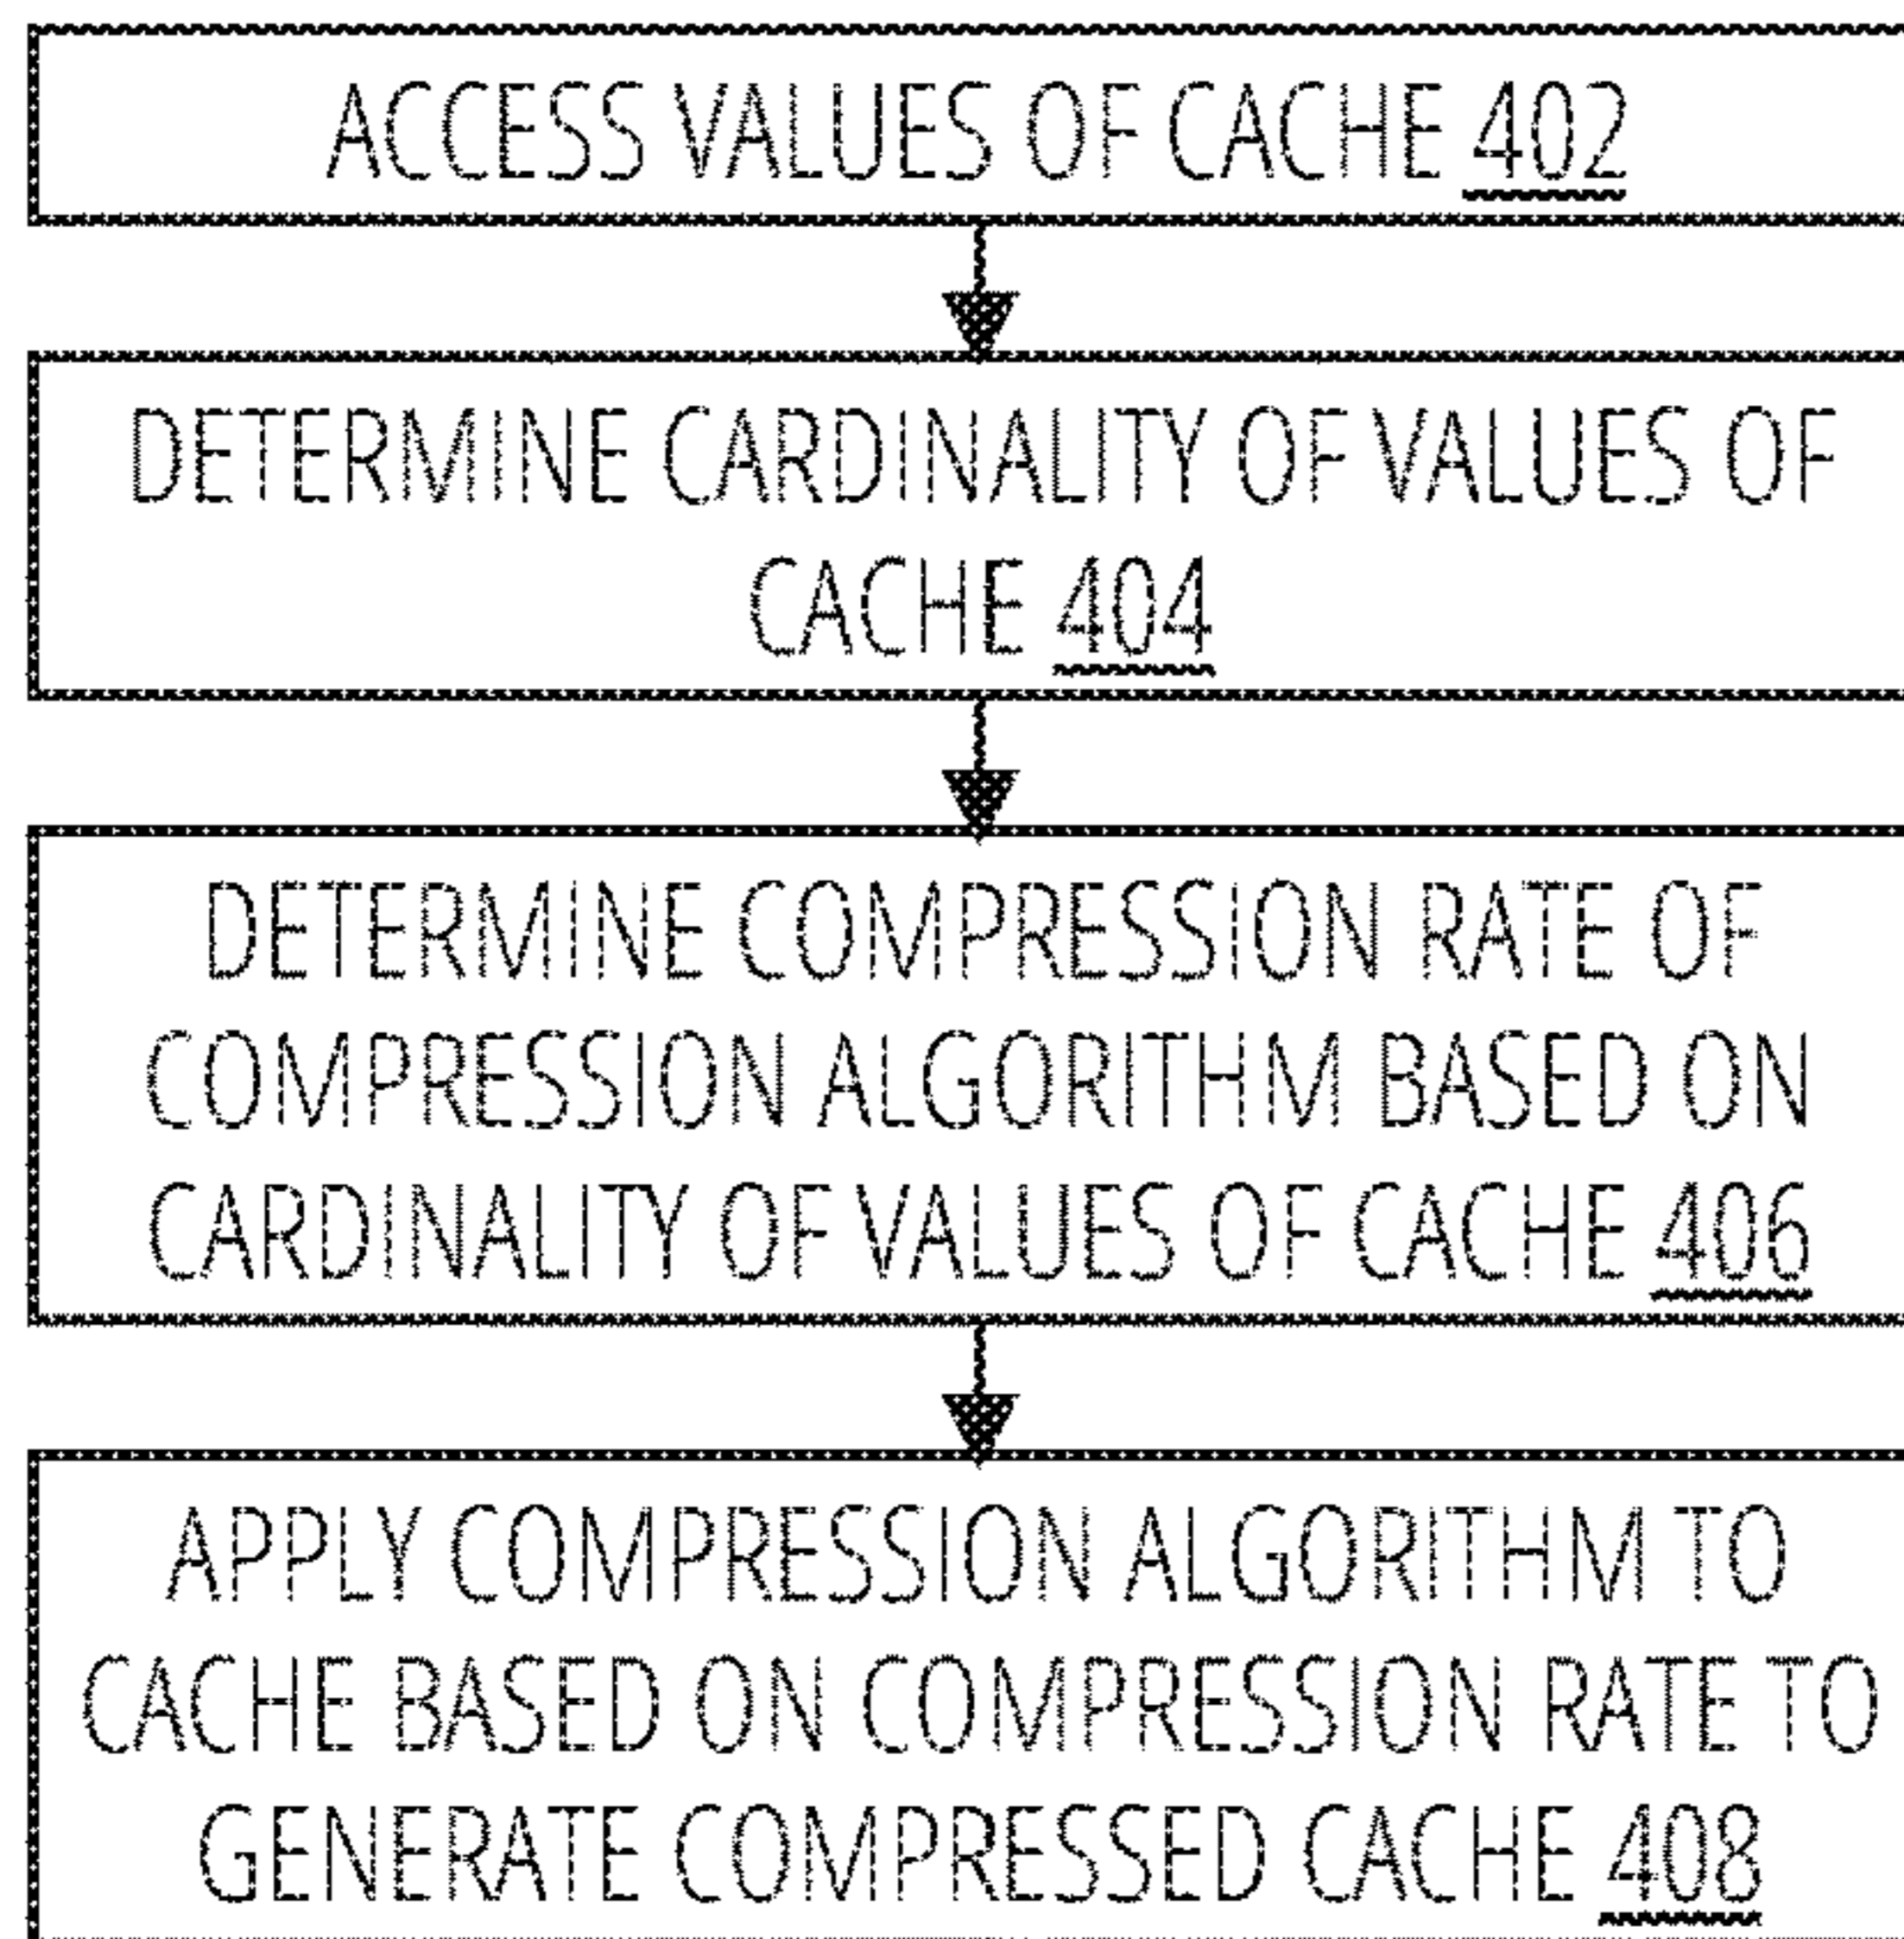 ACCESS VALUES OF CACHE 402
DETERMINE CARDINALITY OF VALUES OF
CACHE 404
DETERMINE COMPRESSION RATE OF
COMPRESSION ALGORITHM BASED ON
CARDINALITY OF VALUES OF CACHE 406
APPLY COMPRESSION ALGORITHM TO
CACHE BASED ON COMPRESSION RATE TO
GENERATE COMPRESSED CACHE 408